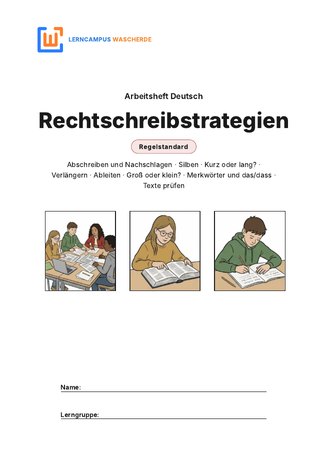 LERNCAMPUS WASCHERDE
Arbeitsheft Deutsch
Rechtschreibstrategien
Regelstandard
Abschreiben und Nachschlagen · Silben · Kurz oder lang? ·
Verlängern · Ableiten · Groß oder klein? · Merkwörter und das/dass ·
Texte prüfen
Name:
Lerngruppe: